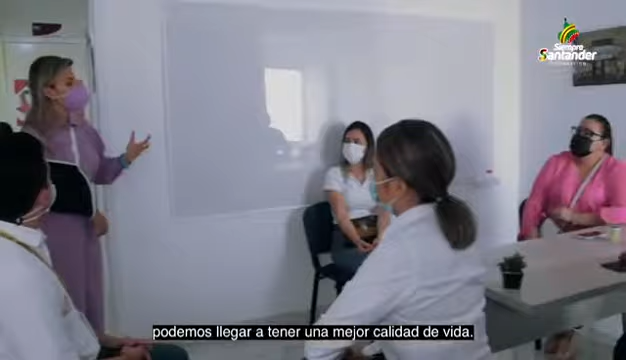 Siempre
Santander
podemos llegar a tener una mejor calidad de vida.